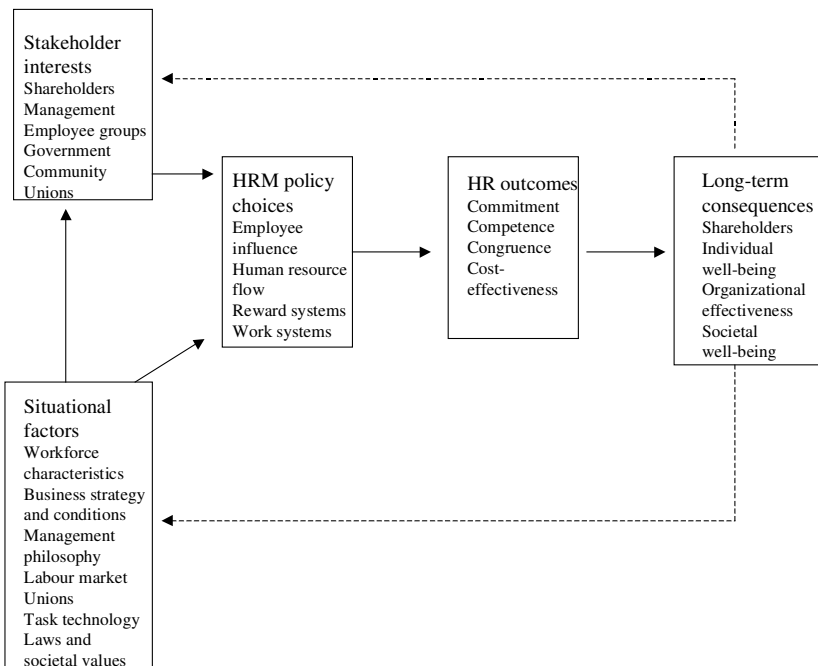 Stakeholder
interests
Shareholders
Management
Employee groups
Government
Community
Unions
HRM policy
choices
Employee
influence
Human resource
flow
Reward systems
Work systems
HR outcomes
Commitment
Competence
Congruence
Cost-
effectiveness
Long-term
consequences
Shareholders
Individual
well-being
Organizational
effectiveness
Societal
well-being
Situational
factors
Workforce
characteristics
Business strategy
and conditions
Management
philosophy
Labour market
Unions
Task technology
Laws and
societal values